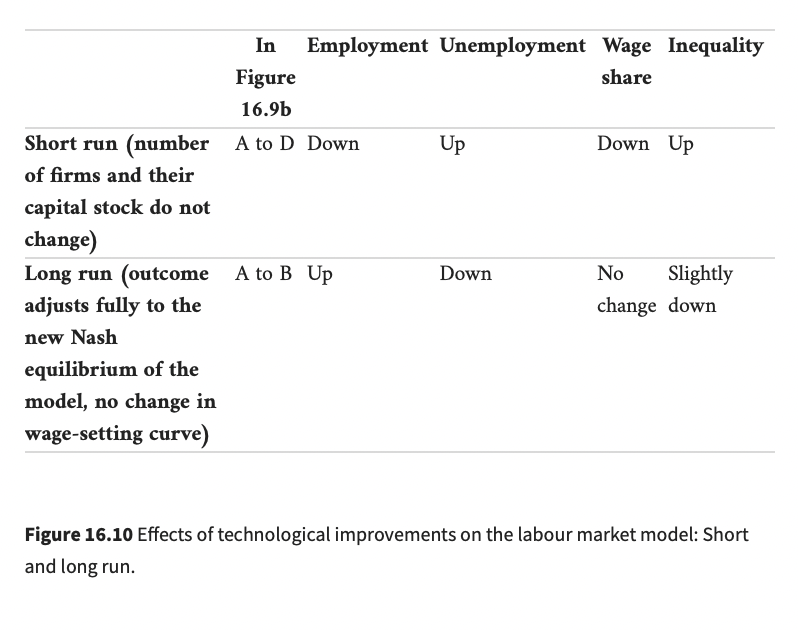 In Employment Unemployment Wage Inequality
Figure share
16.9b
Short run (number A to D Down Up Down Up
of firms and their
capital stock do not
change)
Long run (outcome A to B Up Down No Slightly
adjusts fully to the change down
new Nash
equilibrium of the
model, no change in
wage-setting curve)
Figure 16.10 Effects of technological improvements on the labour market model: Short
and long run.